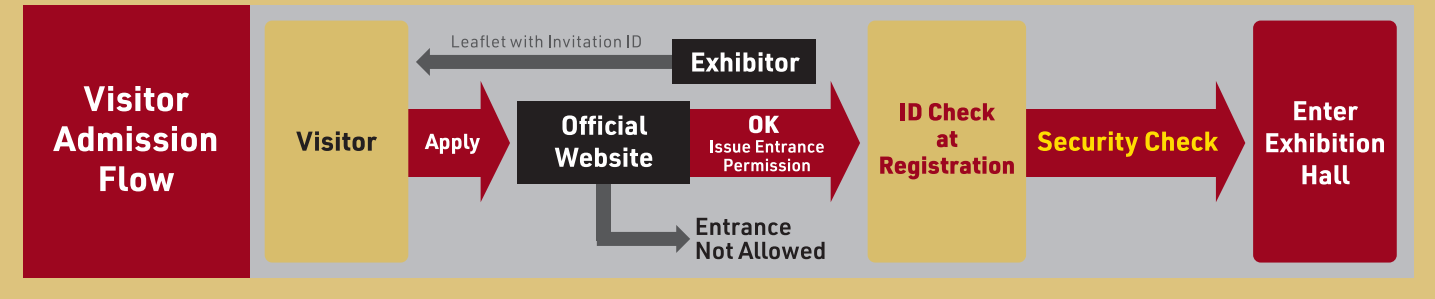 Visitor
Admission
Flow
Visitor
Leaflet with Invitation ID
Exhibitor
Apply
Official
Website
OK
Issue Entrance
Permission
Entrance
Not Allowed
ID Check
at
Registration
Security Check
Enter
Exhibition
Hall